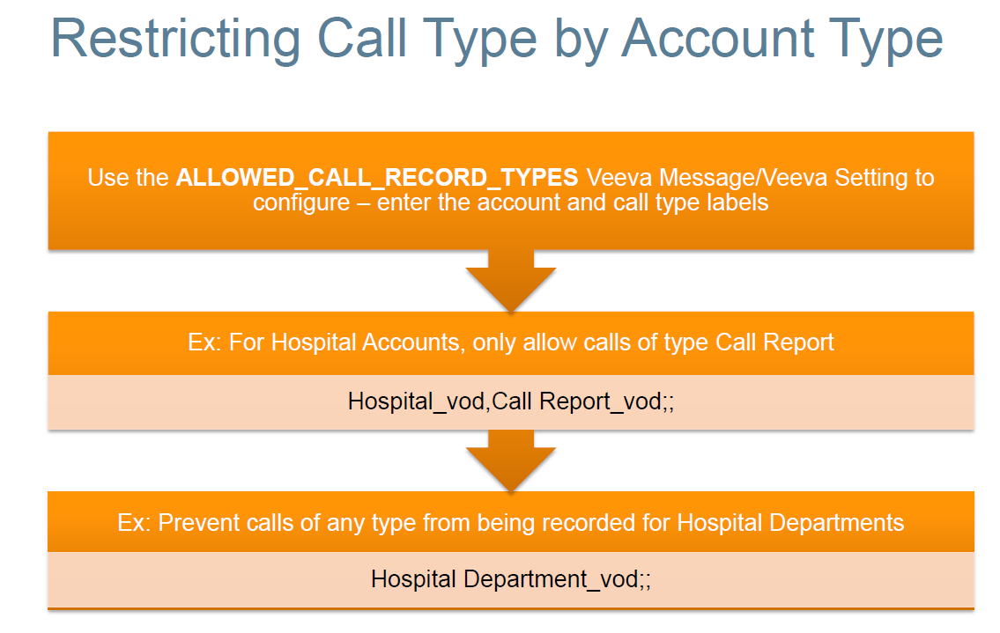 Restricting Call Type by Account Type
Use the ALLOWED_CALL_RECORD_TYPES Veeva Message/Veeva Setting to
configure – enter the account and call type labels
Ex: For Hospital Accounts, only allow calls of type Call Report
Hospital_vod,Call Report_vod;;
Ex: Prevent calls of any type from being recorded for Hospital Departments
Hospital Department_vod;;